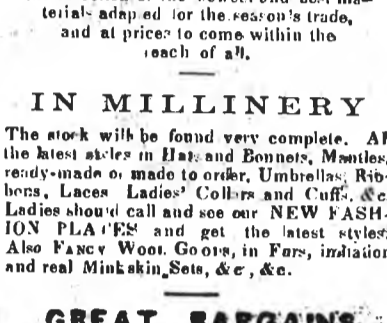 terials adapted for the season's trade,
and at prices to come within the
reach of all.
IN MILLINERY
The stock will be found very complete. All
the latest styles in Hats and Bonnets, Mantles,
ready-made or made to order, Umbrellas, Rib-
bons, Laces Ladies' Collars and Cuffs, &c
Ladies should call and see our NEW FASH-
ION PLATES and get the latest styles
Also FANCY WOOL GOODS, in Furs, imitation
and real Mink skin Sets, &c, &c.
GREAT BARGAINS